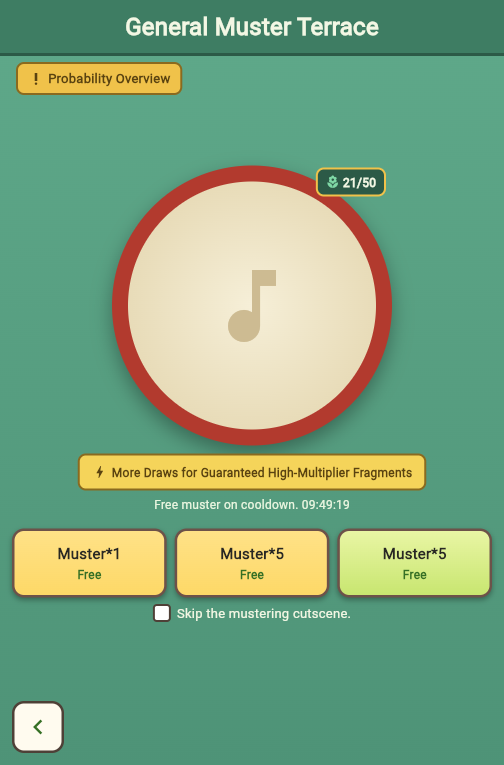 General Muster Terrace
Probability Overview
21/50
More Draws for Guaranteed High-Multiplier Fragments
Free muster on cooldown. 09:49:19
Muster*1
Free
Muster*5
Free
Muster*5
Free
Skip the mustering cutscene.